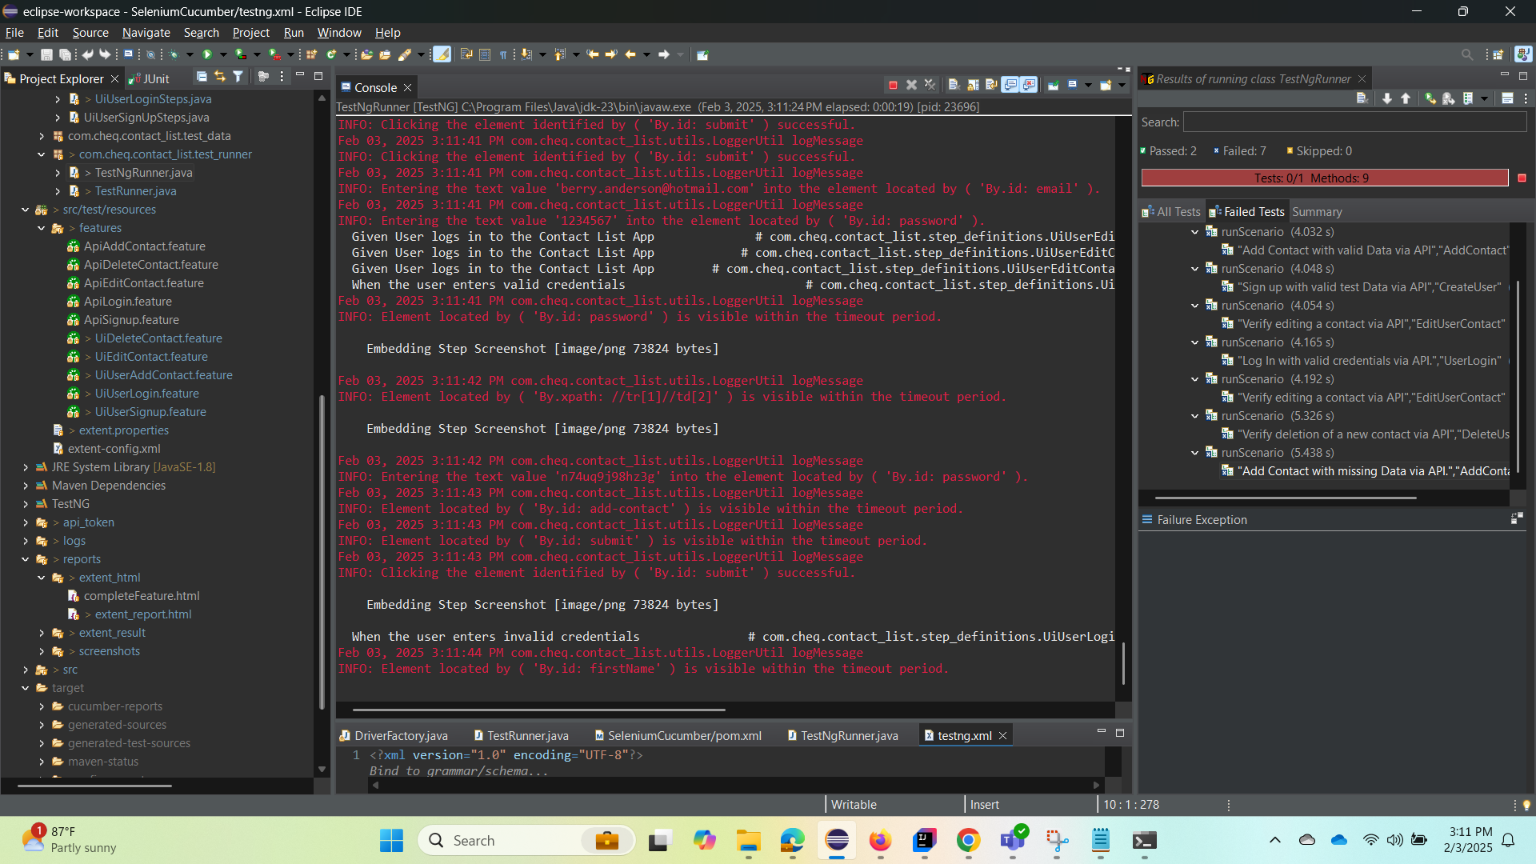 eclipse-workspace - SeleniumCucumber/testng.xml - Eclipse IDE
File Edit Source Navigate Search Project Run Window Help
Project Explorer JUnit
> UiUserLoginSteps.java
UiUserSignUpSteps.java
com.cheq.contact_list.test_data
> com.cheq.contact_list.test_runner
> TestNgRunner.java
> TestRunner.java
> src/test/resources
> features
ApiAddContact.feature
ApiDeleteContact.feature
ApiEditContact.feature
ApiLogin.feature
ApiSignup.feature
> UiDeleteContact.feature
> UiEditContact.feature
> UiUserAddContact.feature
> UiUserLogin.feature
> UiUserSignup.feature
> extent.properties
extent-config.xml
JRE System Library [JavaSE-1.8]
Maven Dependencies
TestNG
> api_token
> logs
> reports
> extent_html
completeFeature.html
> extent_report.html
> extent_result
> screenshots
> src
target
cucumber-reports
generated-sources
generated-test-sources
maven-status
Console
TestNgRunner [TestNG] C:\Program Files\Java\jdk-23\bin\javaw.exe (Feb 3, 2025, 3:11:24 PM elapsed: 0:00:19) [pid: 23696]
INFO: Clicking the element identified by ( 'By.id: submit' ) successful.
Feb 03, 2025 3:11:41 PM com.cheq.contact_list.utils.LoggerUtil logMessage
INFO: Clicking the element identified by ( 'By.id: submit' ) successful.
Feb 03, 2025 3:11:41 PM com.cheq.contact_list.utils.LoggerUtil logMessage
INFO: Entering the text value 'berry.anderson@hotmail.com' into the element located by ( 'By.id: email' ).
Feb 03, 2025 3:11:41 PM com.cheq.contact_list.utils.LoggerUtil logMessage
INFO: Entering the text value '1234567' into the element located by ( 'By.id: password' ).
Given User logs in to the Contact List App # com.cheq.contact_list.step_definitions.UiUserEdi
Given User logs in to the Contact List App # com.cheq.contact_list.step_definitions.UiUserEditC
Given User logs in to the Contact List App # com.cheq.contact_list.step_definitions.UiUserEditConta
When the user enters valid credentials # com.cheq.contact_list.step_definitions.Ui
Feb 03, 2025 3:11:41 PM com.cheq.contact_list.utils.LoggerUtil logMessage
INFO: Element located by ( 'By.id: password' ) is visible within the timeout period.
Embedding Step Screenshot [image/png 73824 bytes]
Feb 03, 2025 3:11:42 PM com.cheq.contact_list.utils.LoggerUtil logMessage
INFO: Element located by ( 'By.xpath: //tr[1]//td[2]' ) is visible within the timeout period.
Embedding Step Screenshot [image/png 73824 bytes]
Feb 03, 2025 3:11:42 PM com.cheq.contact_list.utils.LoggerUtil logMessage
INFO: Entering the text value 'n74uq9j98hz3g' into the element located by ( 'By.id: password' ).
Feb 03, 2025 3:11:43 PM com.cheq.contact_list.utils.LoggerUtil logMessage
INFO: Element located by ( 'By.id: add-contact' ) is visible within the timeout period.
Feb 03, 2025 3:11:43 PM com.cheq.contact_list.utils.LoggerUtil logMessage
INFO: Element located by ( 'By.id: submit' ) is visible within the timeout period.
Feb 03, 2025 3:11:43 PM com.cheq.contact_list.utils.LoggerUtil logMessage
INFO: Clicking the element identified by ( 'By.id: submit' ) successful.
Embedding Step Screenshot [image/png 73824 bytes]
When the user enters invalid credentials # com.cheq.contact_list.step_definitions.UiUserLogi
Feb 03, 2025 3:11:44 PM com.cheq.contact_list.utils.LoggerUtil logMessage
INFO: Element located by ( 'By.id: firstName' ) is visible within the timeout period.
DriverFactory.java TestRunner.java SeleniumCucumber/pom.xml TestNgRunner.java testng.xml
1 <?xml version="1.0" encoding="UTF-8"?>
Bind to grammar/schema...
Results of running class TestNgRunner
Search:
Passed: 2 Failed: 7 Skipped: 0
Tests: 0/1 Methods: 9
All Tests Failed Tests Summary
runScenario (4.032 s)
"Add Contact with valid Data via API","AddContact"
runScenario (4.048 s)
"Sign up with valid test Data via API","CreateUser"
runScenario (4.054 s)
"Verify editing a contact via API","EditUserContact"
runScenario (4.165 s)
"Log In with valid credentials via API.","UserLogin"
runScenario (4.192 s)
"Verify editing a contact via API","EditUserContact"
runScenario (5.326 s)
"Verify deletion of a new contact via API","DeleteUs
runScenario (5.438 s)
"Add Contact with missing Data via API.","AddConta
Failure Exception
Writable Insert 10 : 1 : 278
1
87°F
Partly sunny
Search
3:11 PM
2/3/2025